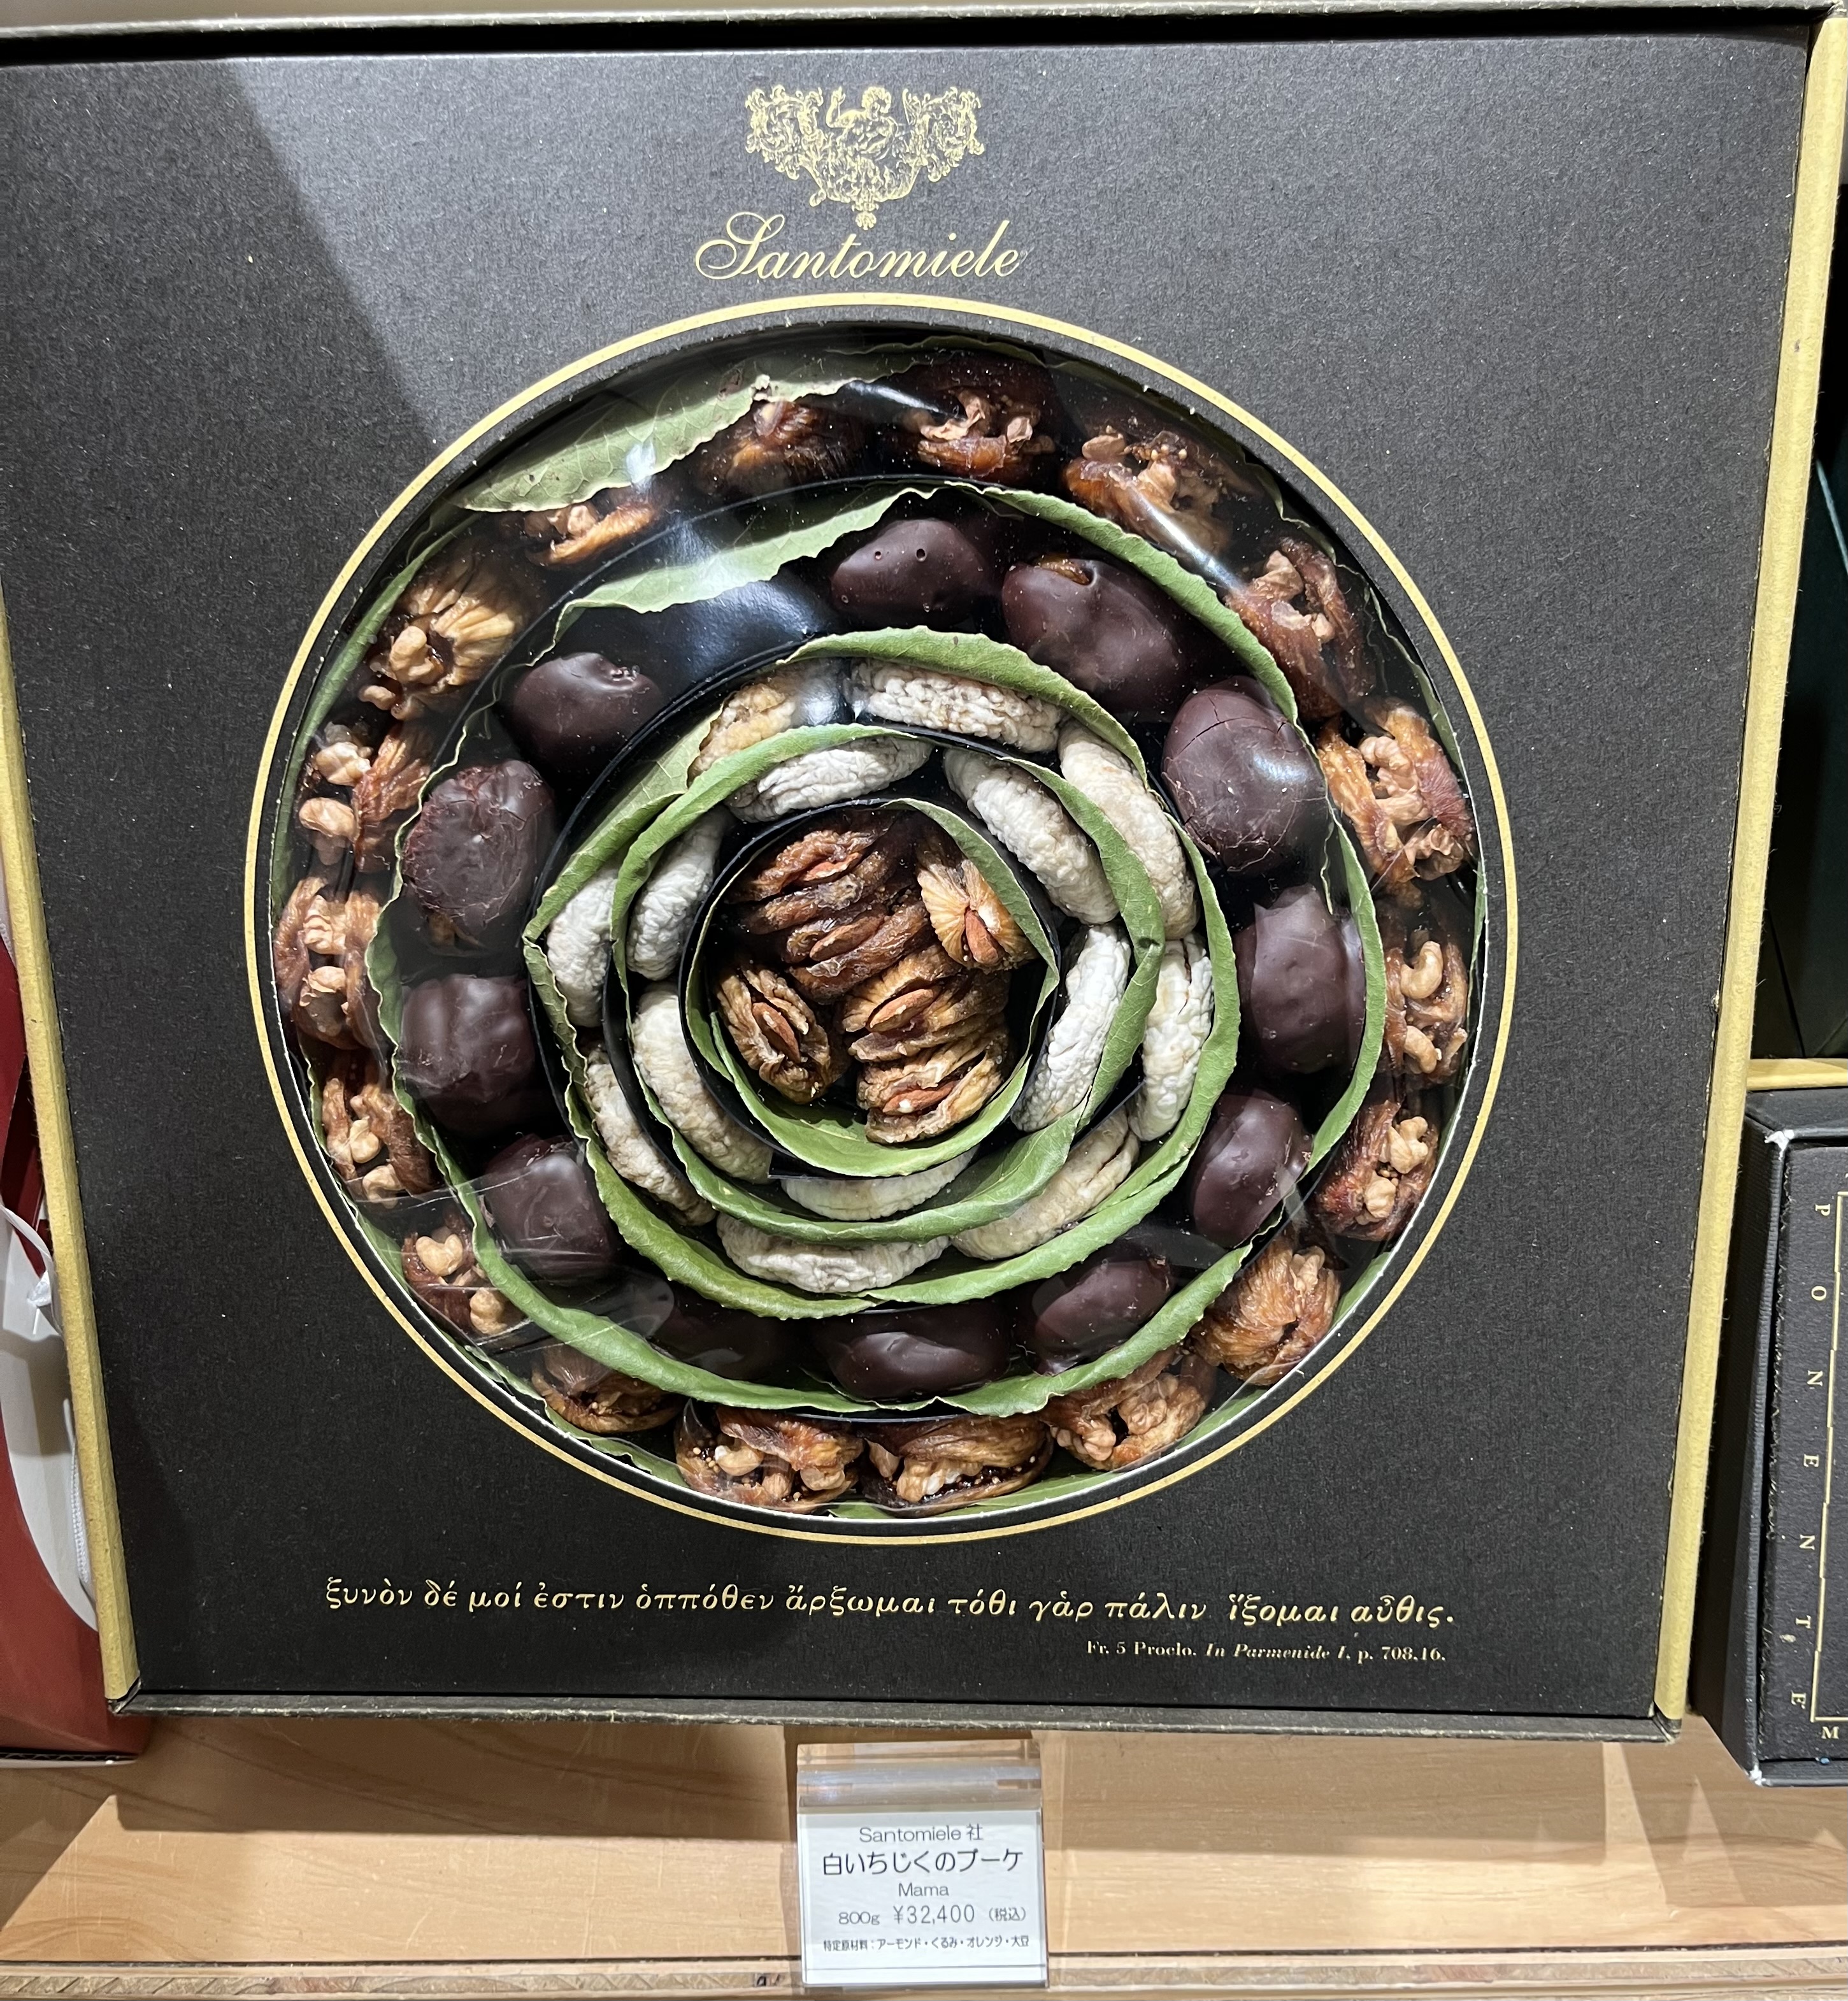 Santomiele
ξυνὸν δέ μοί ἐστιν ὁππόθεν ἄρξωμαι τόθι γὰρ πάλιν ἵξομαι αὖθις.
Fr. 5 Proclo. In Parmenide I, p. 708,16.
PONENTE
M
Santomiele 社
白いちじくのブーケ
Mama
800g ¥32,400 (税込)
特定原材料：アーモンド・くるみ・オレンジ・大豆